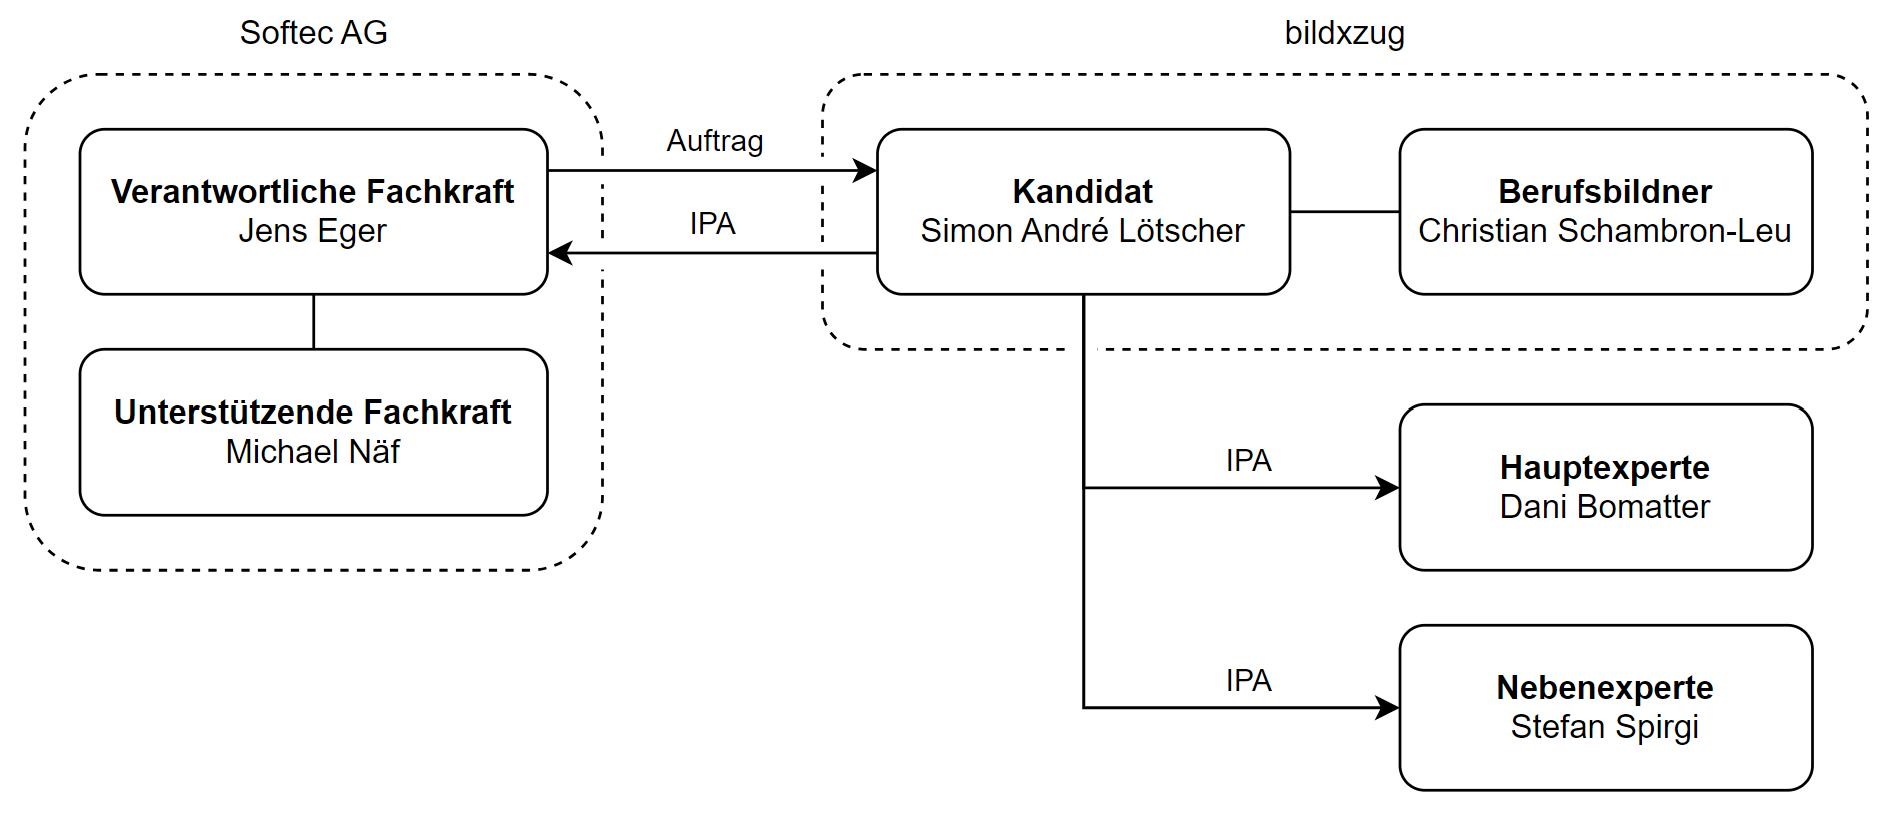 Softec AG
bildxzug
Verantwortliche Fachkraft
Jens Eger
Auftrag
IPA
Kandidat
Simon André Lötscher
Berufsbildner
Christian Schambron-Leu
Unterstützende Fachkraft
Michael Näf
IPA
Hauptexperte
Dani Bomatter
IPA
Nebenexperte
Stefan Spirgi